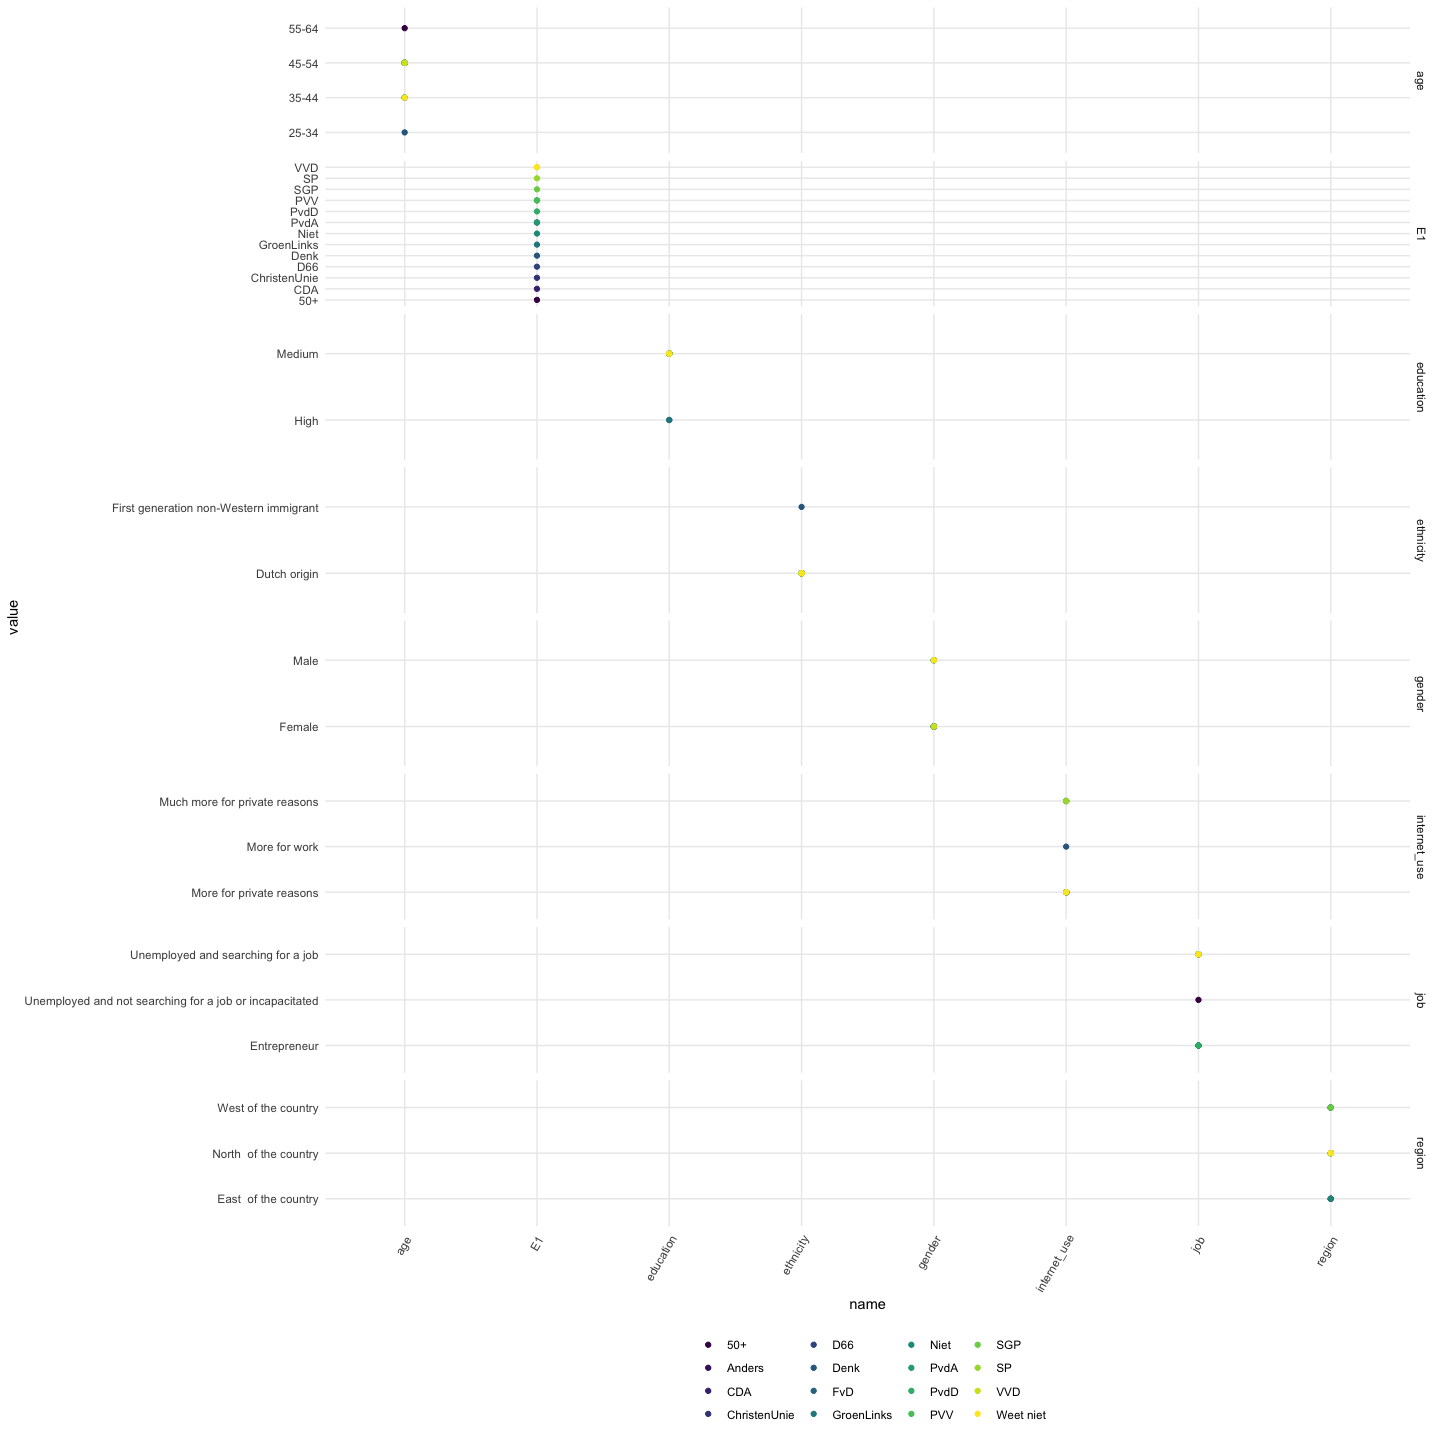 55-64
45-54
35-44
25-34
age
VVD
SP
SGP
PVV
PvdD
PvdA
Niet
GroenLinks
Denk
D66
ChristenUnie
CDA
50+
E1
Medium
High
education
First generation non-Western immigrant
Dutch origin
ethnicity
Male
Female
gender
Much more for private reasons
More for work
More for private reasons
internet_use
Unemployed and searching for a job
Unemployed and not searching for a job or incapacitated
Entrepreneur
job
West of the country
North  of the country
East  of the country
region
value
age
E1
education
ethnicity
gender
internet_use
job
region
name
50+
Anders
CDA
ChristenUnie
D66
Denk
FvD
GroenLinks
Niet
PvdA
PvdD
PVV
SGP
SP
VVD
Weet niet